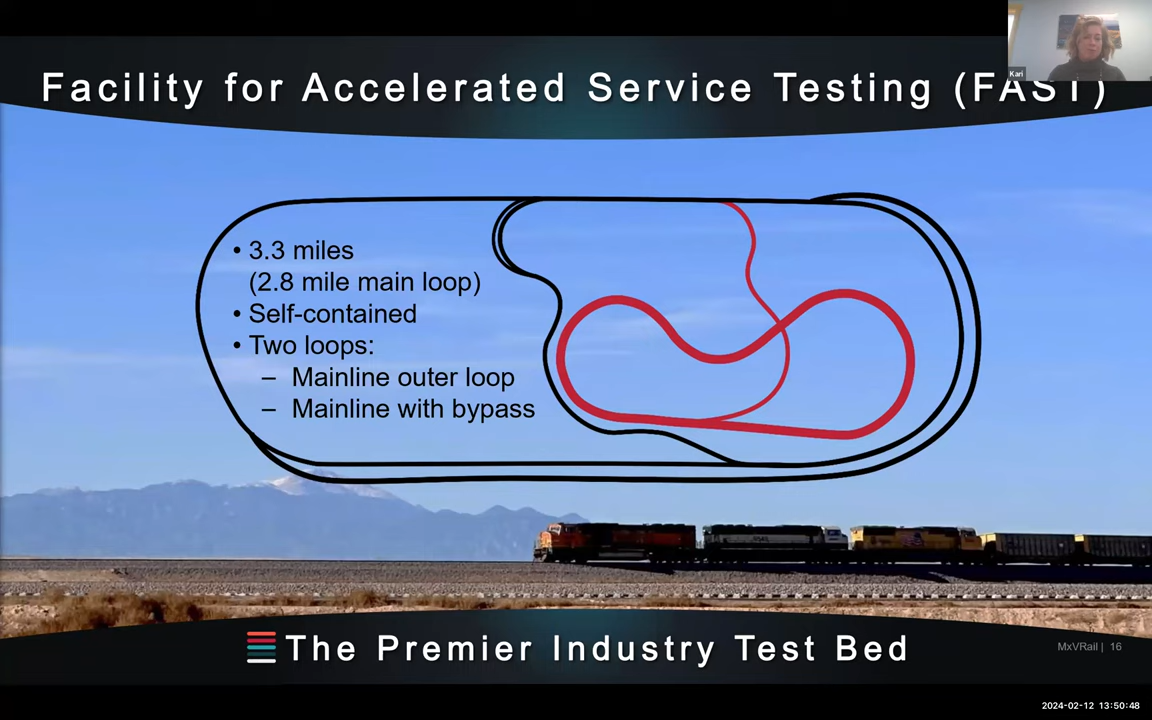 Kari
Facility for Accelerated Service Testing (FAST)
• 3.3 miles
(2.8 mile main loop)
• Self-contained
• Two loops:
– Mainline outer loop
– Mainline with bypass
The Premier Industry Test Bed
MxVRail | 16
2024-02-12 13:50:48